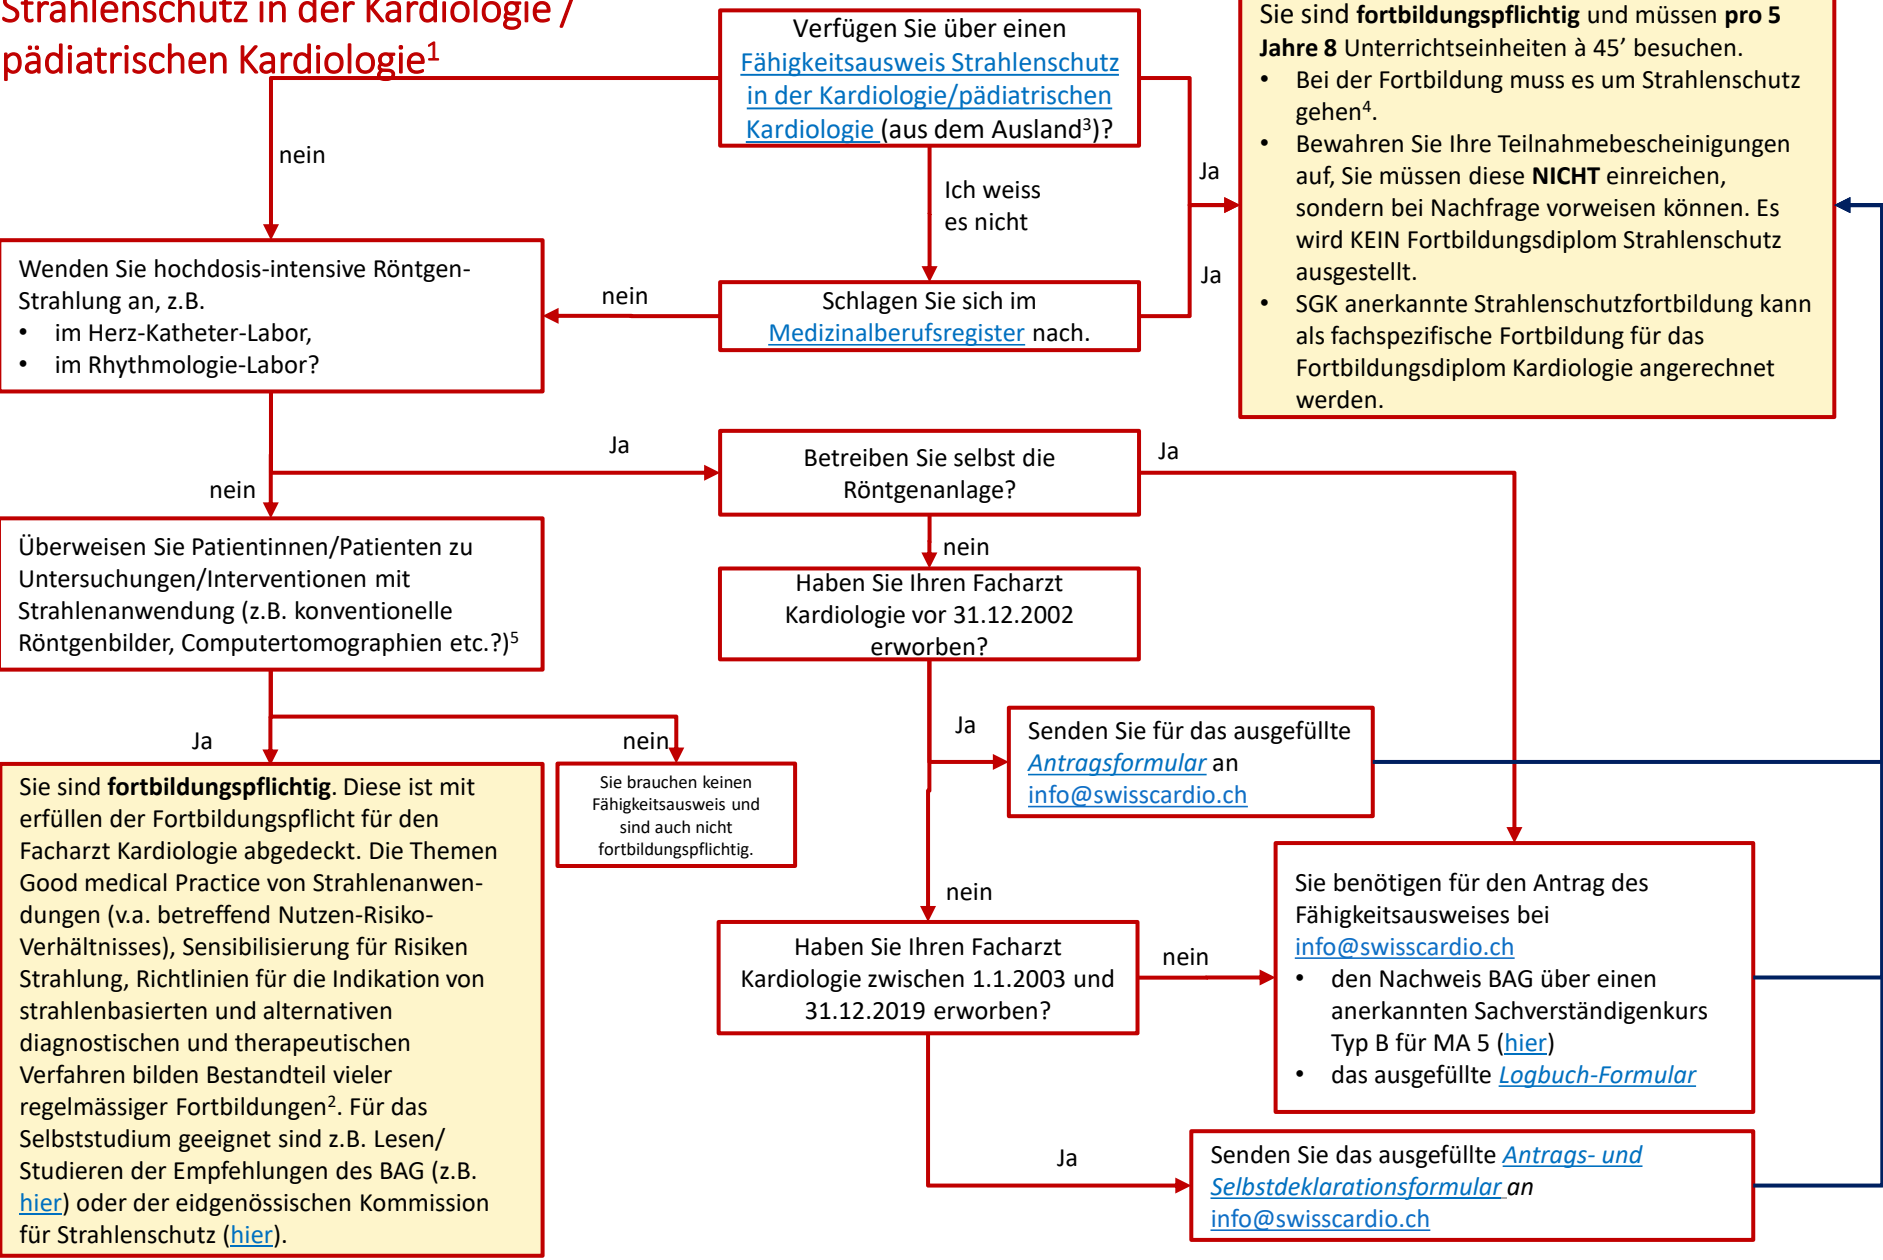 Strahlenschutz in der Kardiologie /
pädiatrischen Kardiologie¹
Verfügen Sie über einen
Fähigkeitsausweis Strahlenschutz
in der Kardiologie/pädiatrischen
Kardiologie (aus dem Ausland³)?
Sie sind fortbildungspflichtig und müssen pro 5
Jahre 8 Unterrichtseinheiten à 45’ besuchen.
• Bei der Fortbildung muss es um Strahlenschutz
gehen⁴.
• Bewahren Sie Ihre Teilnahmebescheinigungen
auf, Sie müssen diese NICHT einreichen,
sondern bei Nachfrage vorweisen können. Es
wird KEIN Fortbildungsdiplom Strahlenschutz
ausgestellt.
• SGK anerkannte Strahlenschutzfortbildung kann
als fachspezifische Fortbildung für das
Fortbildungsdiplom Kardiologie angerechnet
werden.
nein
Ich weiss
es nicht
Ja
Ja
Wenden Sie hochdosis-intensive Röntgen-
Strahlung an, z.B.
• im Herz-Katheter-Labor,
• im Rhythmologie-Labor?
nein
Schlagen Sie sich im
Medizinalberufsregister nach.
Ja
nein
Betreiben Sie selbst die
Röntgenanlage?
Ja
nein
Überweisen Sie Patientinnen/Patienten zu
Untersuchungen/Interventionen mit
Strahlenanwendung (z.B. konventionelle
Röntgenbilder, Computertomographien etc.?)⁵
Haben Sie Ihren Facharzt
Kardiologie vor 31.12.2002
erworben?
Ja
nein
Sie sind fortbildungspflichtig. Diese ist mit
erfüllen der Fortbildungspflicht für den
Facharzt Kardiologie abgedeckt. Die Themen
Good medical Practice von Strahlenanwen-
dungen (v.a. betreffend Nutzen-Risiko-
Verhältnisses), Sensibilisierung für Risiken
Strahlung, Richtlinien für die Indikation von
strahlenbasierten und alternativen
diagnostischen und therapeutischen
Verfahren bilden Bestandteil vieler
regelmässiger Fortbildungen². Für das
Selbststudium geeignet sind z.B. Lesen/
Studieren der Empfehlungen des BAG (z.B.
hier) oder der eidgenössischen Kommission
für Strahlenschutz (hier).
Sie brauchen keinen
Fähigkeitsausweis und
sind auch nicht
fortbildungspflichtig.
Ja
Senden Sie für das ausgefüllte
Antragsformular an
info@swisscardio.ch
nein
Haben Sie Ihren Facharzt
Kardiologie zwischen 1.1.2003 und
31.12.2019 erworben?
nein
Sie benötigen für den Antrag des
Fähigkeitsausweises bei
info@swisscardio.ch
• den Nachweis BAG über einen
anerkannten Sachverständigenkurs
Typ B für MA 5 (hier)
• das ausgefüllte Logbuch-Formular
Ja
Senden Sie das ausgefüllte Antrags- und
Selbstdeklarationsformular an
info@swisscardio.ch